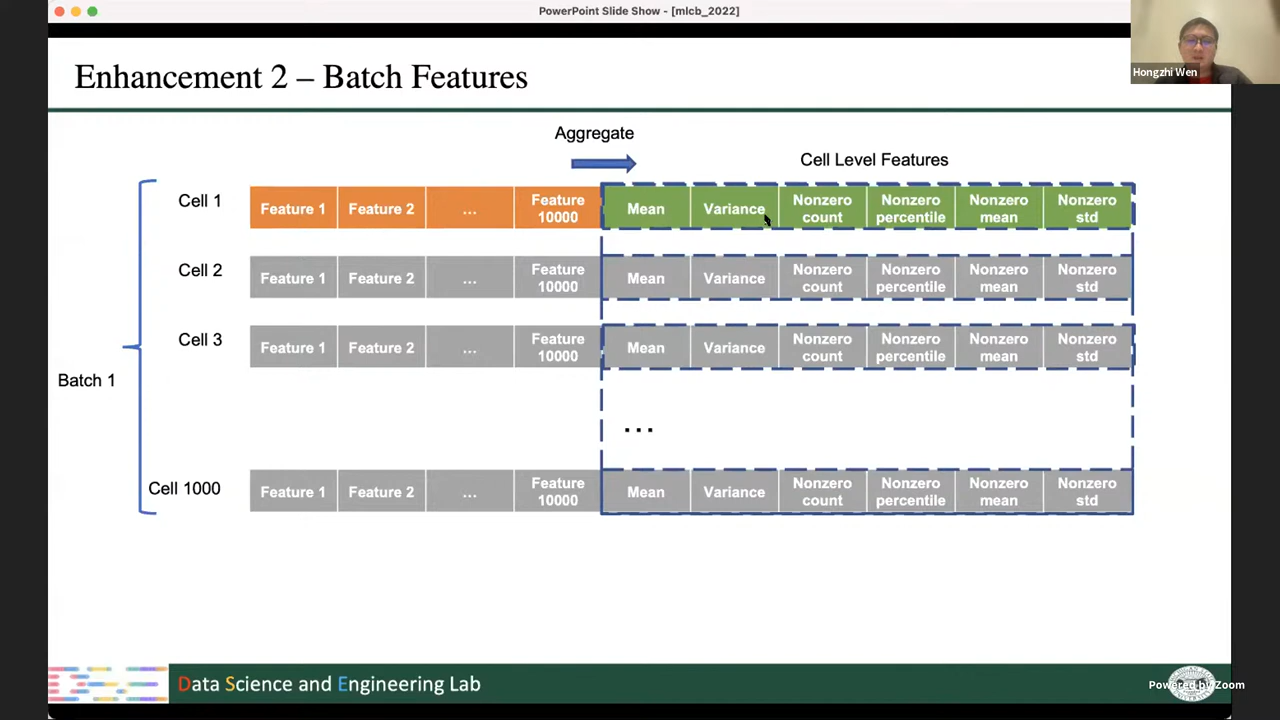 PowerPoint Slide Show - [mlcb_2022]
Hongzhi Wen
Enhancement 2 – Batch Features
Aggregate
Cell Level Features
Cell 1
Feature 1
Feature 2
...
Feature
10000
Mean
Variance
Nonzero
count
Nonzero
percentile
Nonzero
mean
Nonzero
std
Cell 2
Feature 1
Feature 2
...
Feature
10000
Mean
Variance
Nonzero
count
Nonzero
percentile
Nonzero
mean
Nonzero
std
Cell 3
Feature 1
Feature 2
...
Feature
10000
Mean
Variance
Nonzero
count
Nonzero
percentile
Nonzero
mean
Nonzero
std
Batch 1
...
Cell 1000
Feature 1
Feature 2
...
Feature
10000
Mean
Variance
Nonzero
count
Nonzero
percentile
Nonzero
mean
Nonzero
std
Data Science and Engineering Lab
Powered by Zoom